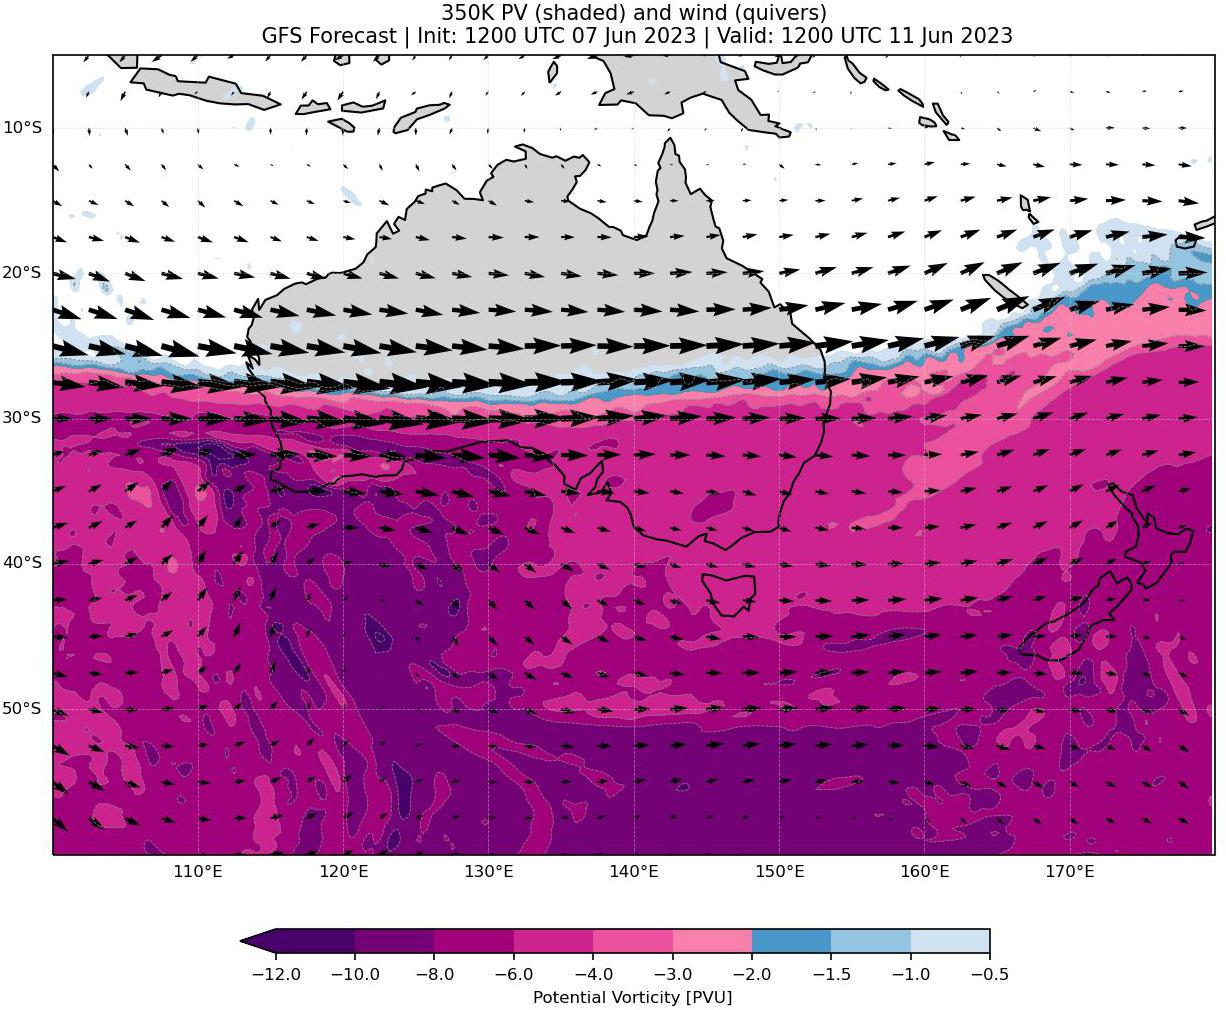 350K PV (shaded) and wind (quivers)
GFS Forecast | Init: 1200 UTC 07 Jun 2023 | Valid: 1200 UTC 11 Jun 2023
10°S
20°S
30°S
40°S
50°S
110°E 120°E 130°E 140°E 150°E 160°E 170°E
−12.0 −10.0 −8.0 −6.0 −4.0 −3.0 −2.0 −1.5 −1.0 −0.5
Potential Vorticity [PVU]